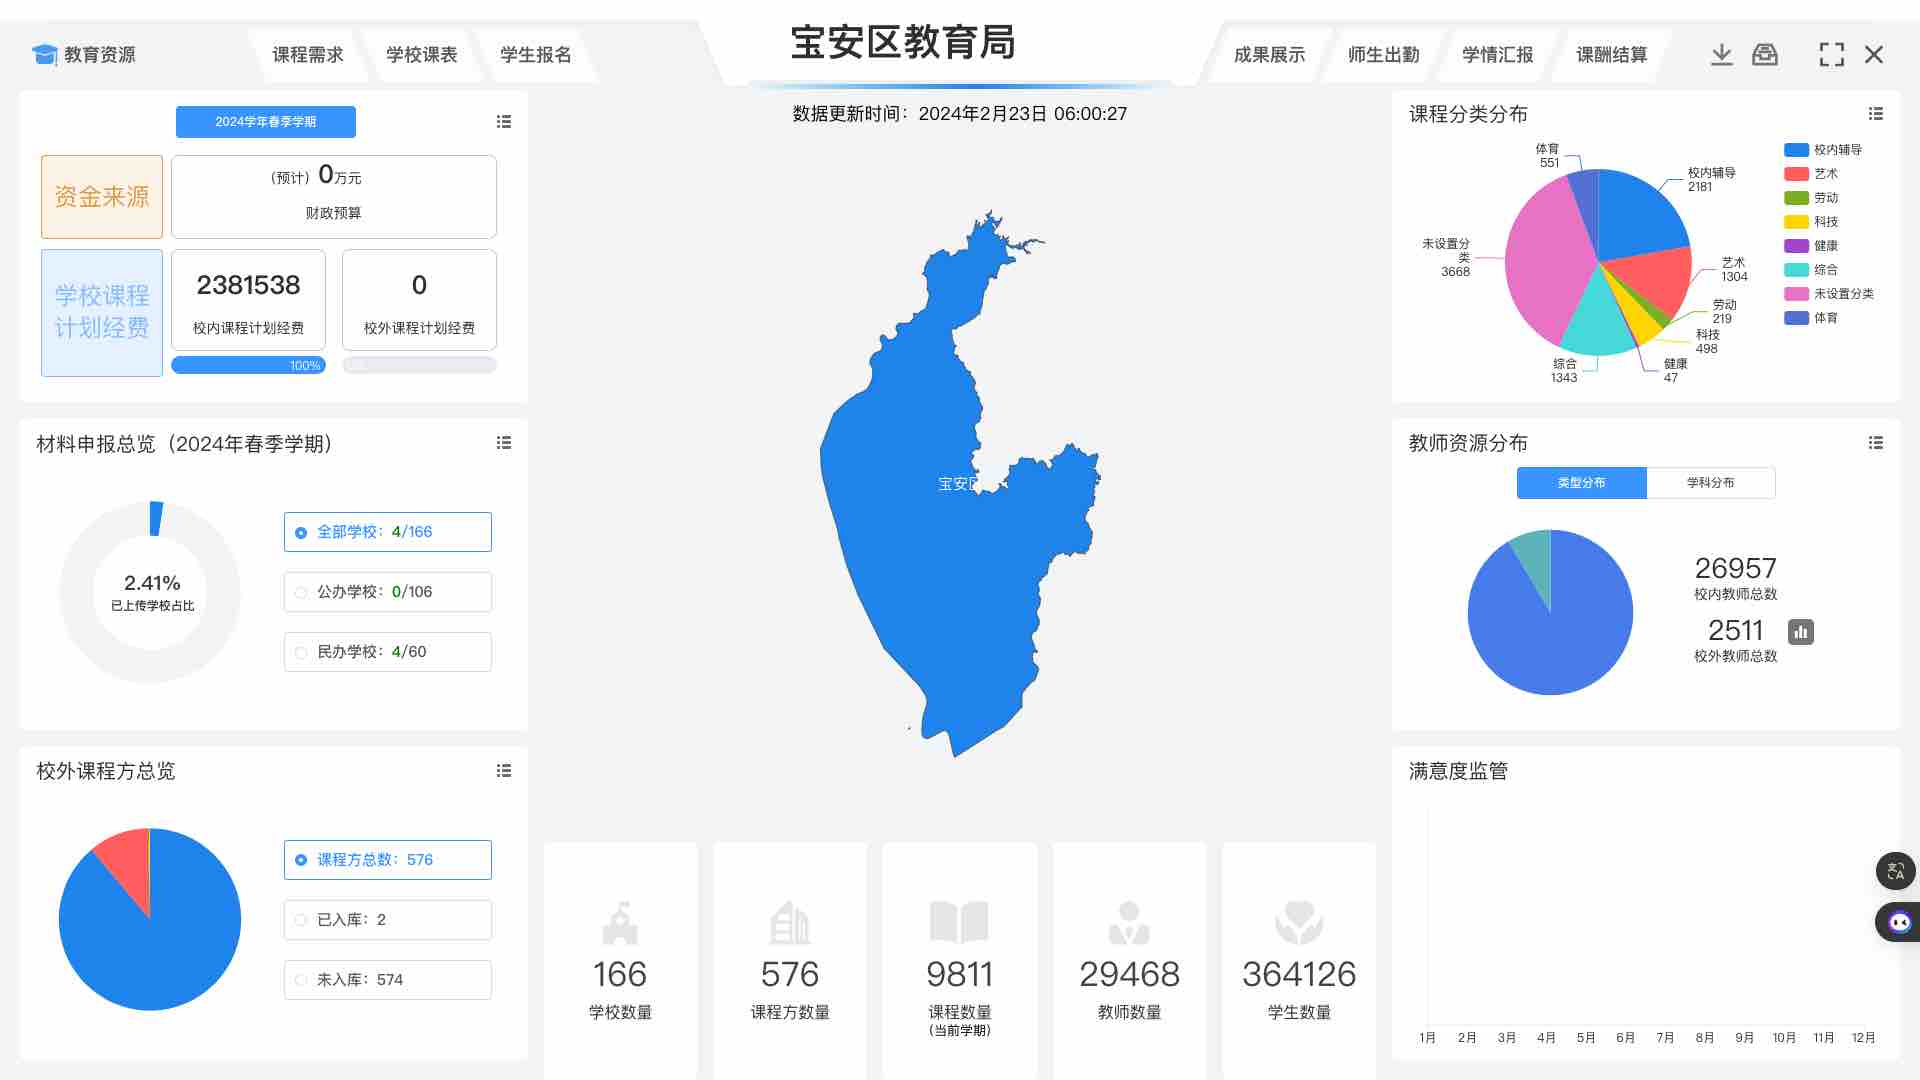 教育资源
课程需求
学校课表
学生报名
宝安区教育局
成果展示
师生出勤
学情汇报
课酬结算
数据更新时间：2024年2月23日 06:00:27
2024学年春季学期
资金来源
（预计）0万元
财政预算
学校课程
计划经费
2381538
校内课程计划经费
100%
0
校外课程计划经费
材料申报总览（2024年春季学期）
2.41%
已上传学校占比
全部学校：4/166
公办学校：0/106
民办学校：4/60
校外课程方总览
课程方总数：576
已入库：2
未入库：574
宝安区
166
学校数量
576
课程方数量
9811
课程数量
(当前学期)
29468
教师数量
364126
学生数量
课程分类分布
体育
551
校内辅导
2181
未设置分
类
3668
艺术
1304
劳动
219
科技
498
健康
47
综合
1343
校内辅导
艺术
劳动
科技
健康
综合
未设置分类
体育
教师资源分布
类型分布
学科分布
26957
校内教师总数
2511
校外教师总数
满意度监管
1月 2月 3月 4月 5月 6月 7月 8月 9月 10月 11月 12月